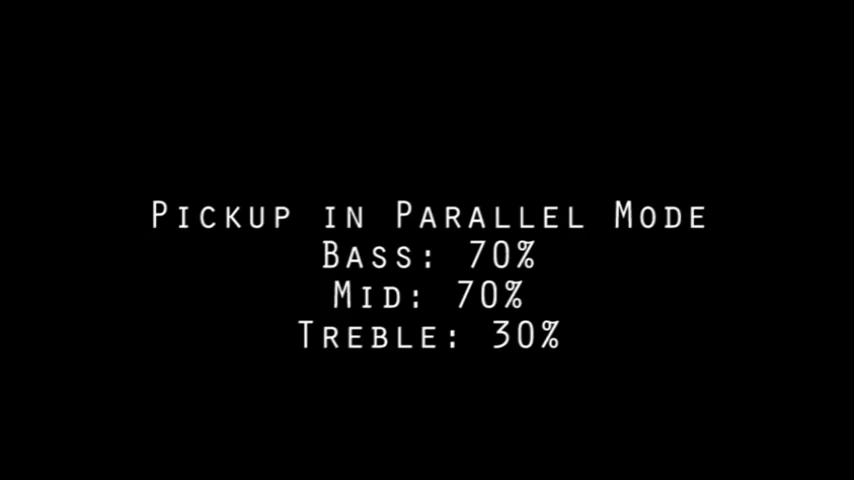 Pickup in Parallel Mode
Bass: 70%
Mid: 70%
Treble: 30%